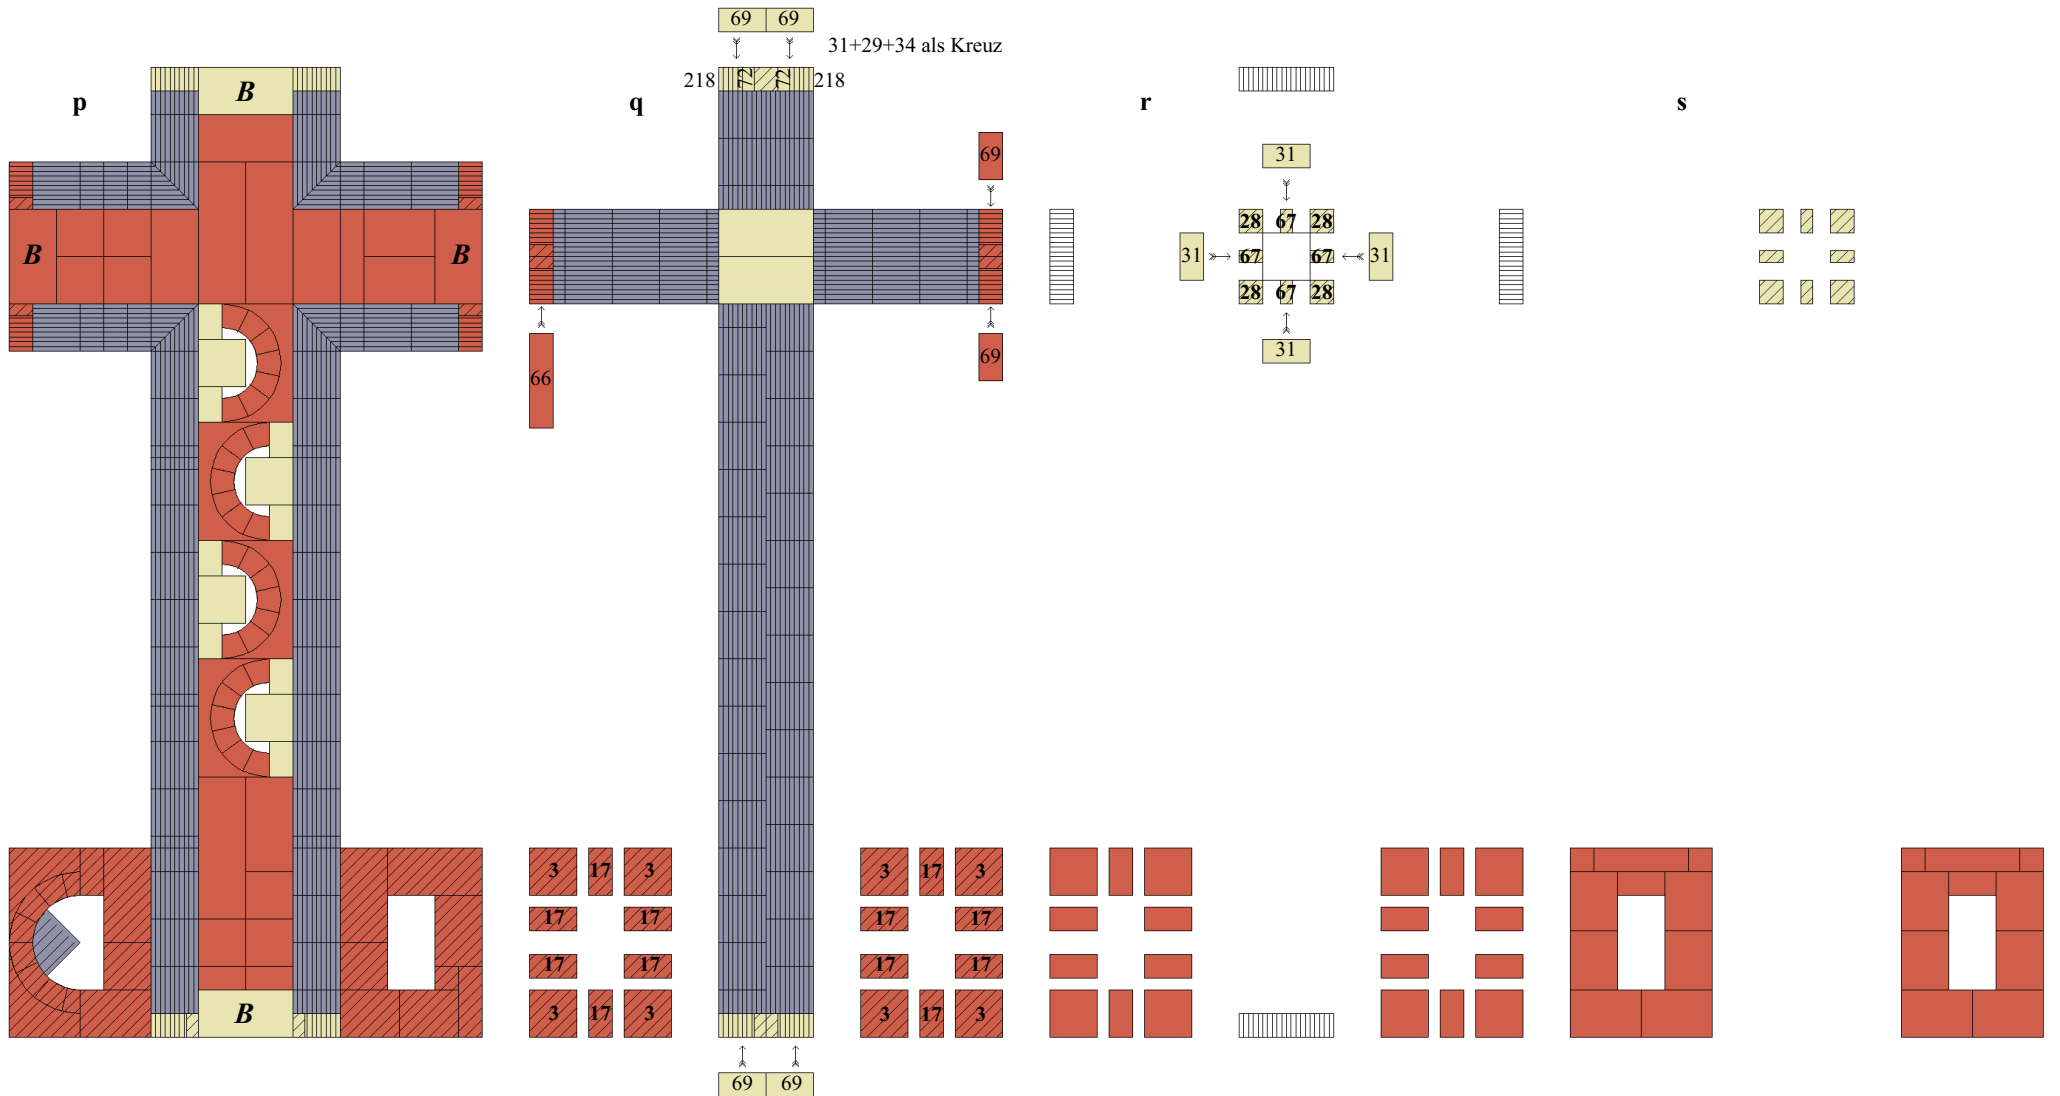 69 69
31+29+34 als Kreuz
218 72 72 218
p B q r s
69
31
28 67 28
B B 31 67 67 31
28 67 28
31
69
66
3 17 3 3 17 3
17 17 17 17
17 17 17 17
B 3 17 3 3 17 3
69 69